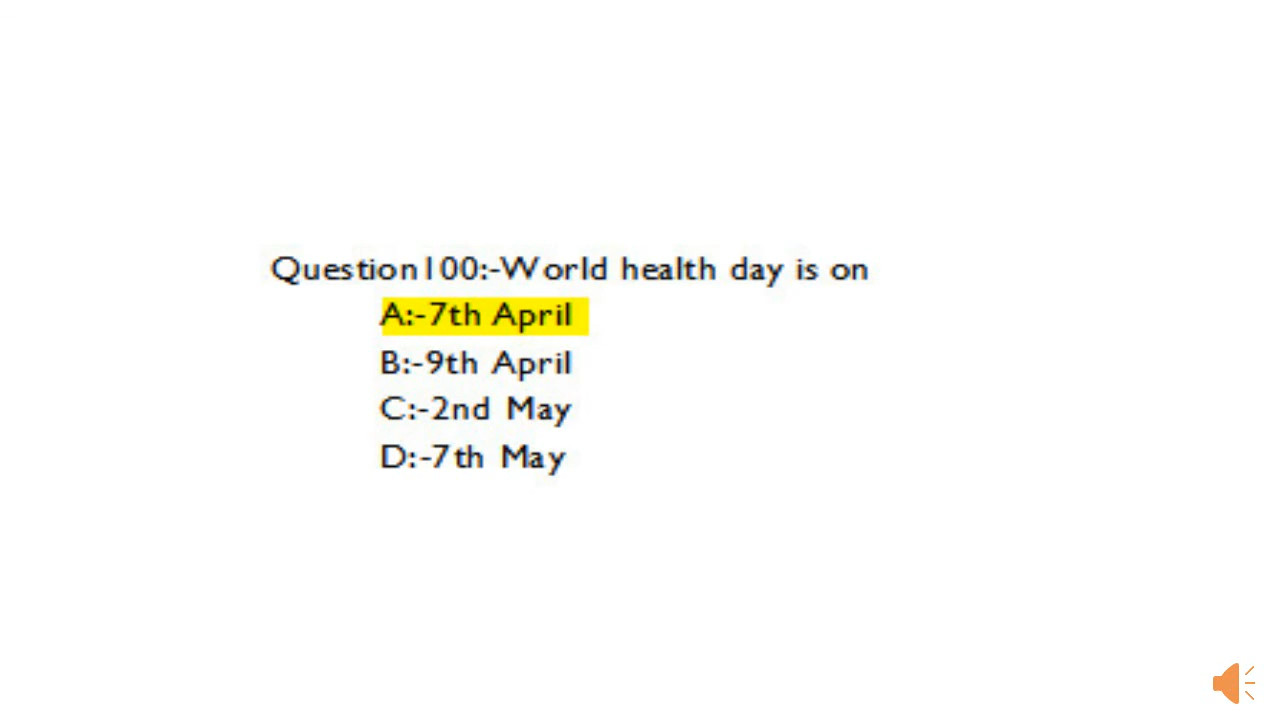 Question100:-World health day is on
A:-7th April
B:-9th April
C:-2nd May
D:-7th May